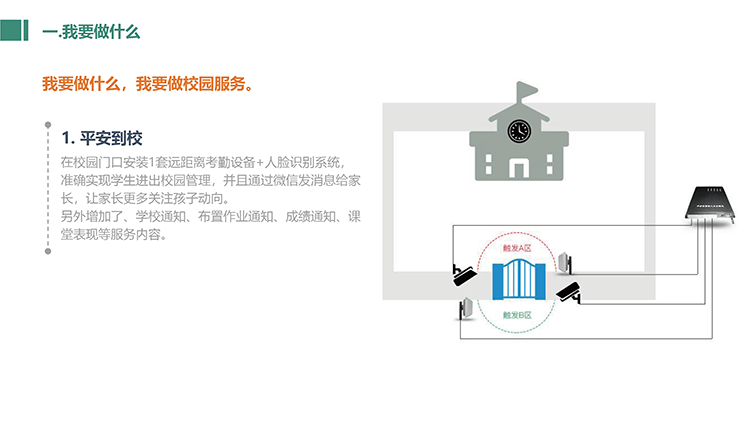 一.我要做什么
我要做什么，我要做校园服务。
1. 平安到校
在校园门口安装1套远距离考勤设备+人脸识别系统，
准确实现学生进出校园管理，并且通过微信发消息给家
长，让家长更多关注孩子动向。
另外增加了、学校通知、布置作业通知、成绩通知、课
堂表现等服务内容。
触发A区
触发B区